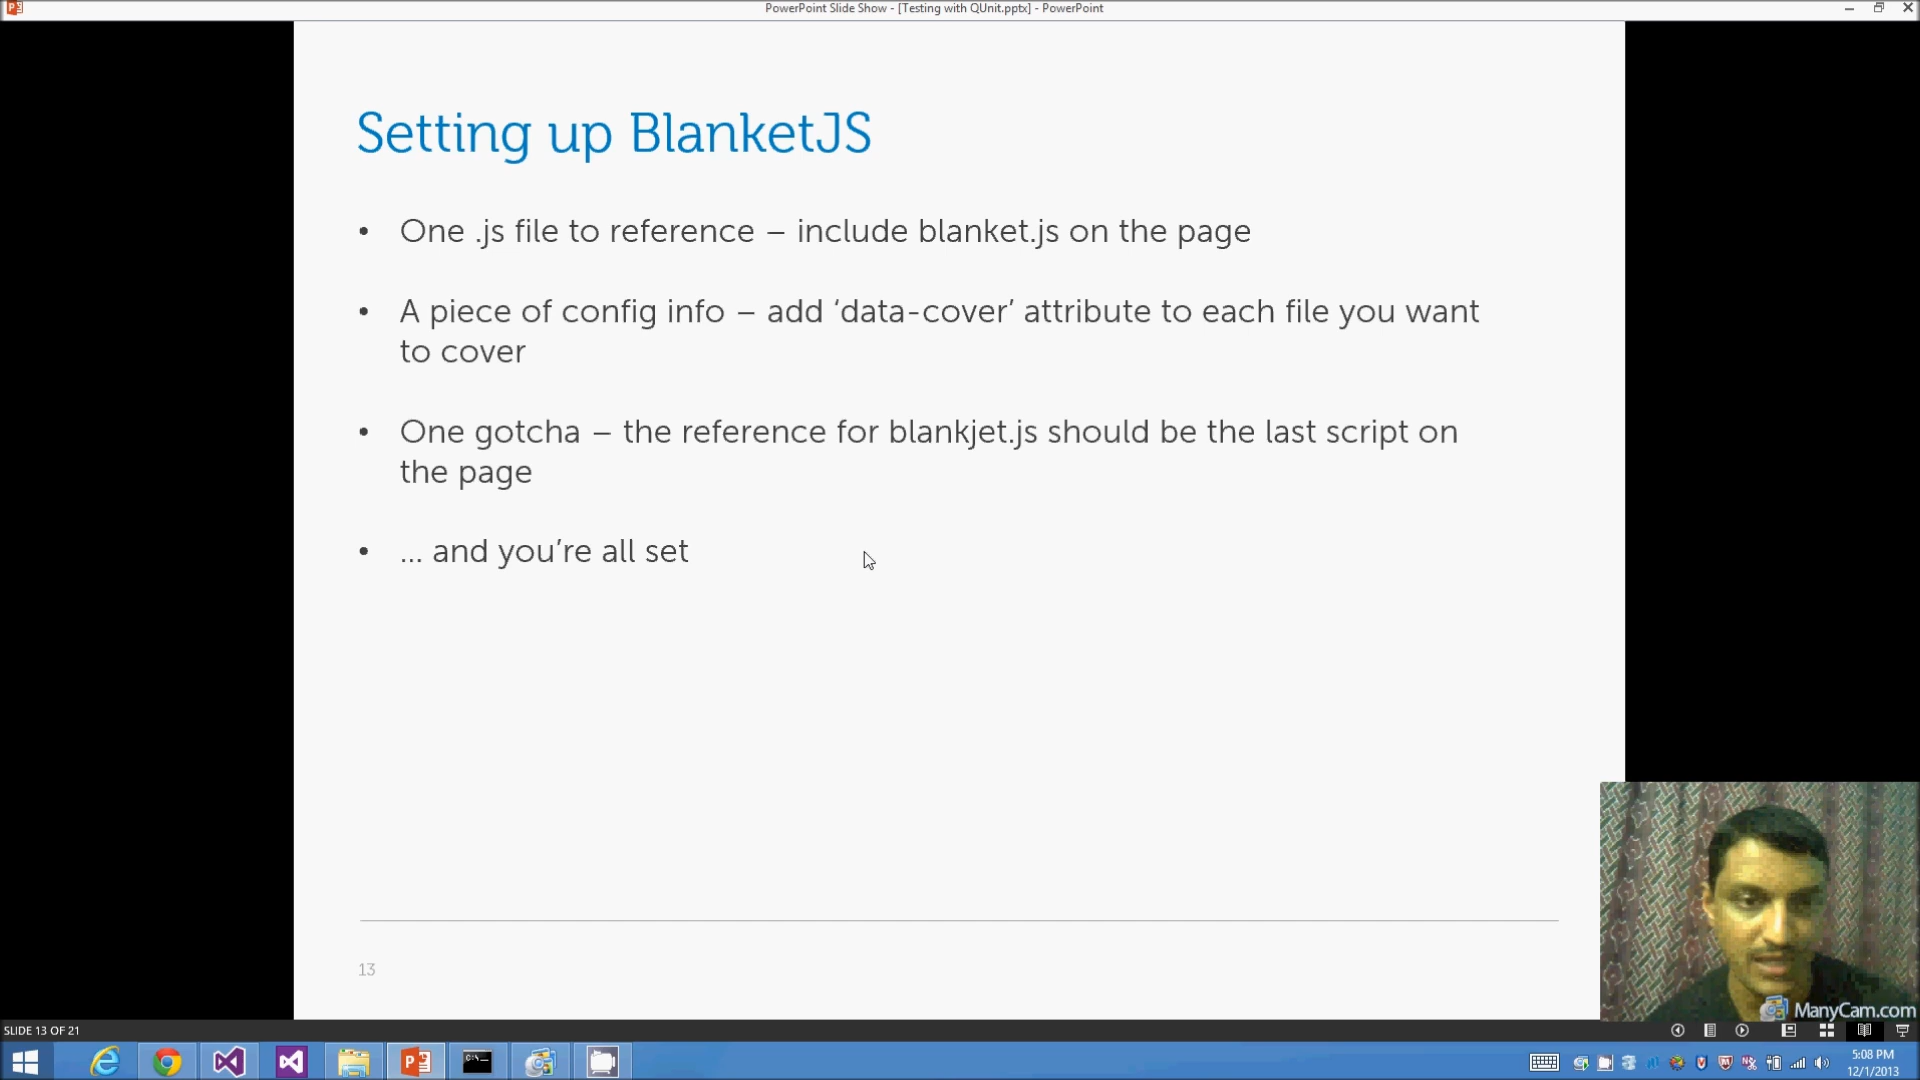 PowerPoint Slide Show - [Testing with QUnit.pptx] - PowerPoint
Setting up BlanketJS
• One .js file to reference – include blanket.js on the page
• A piece of config info – add ‘data-cover’ attribute to each file you want
to cover
• One gotcha – the reference for blankjet.js should be the last script on
the page
• ... and you’re all set
13
ManyCam.com
SLIDE 13 OF 21
5:08 PM
12/1/2013